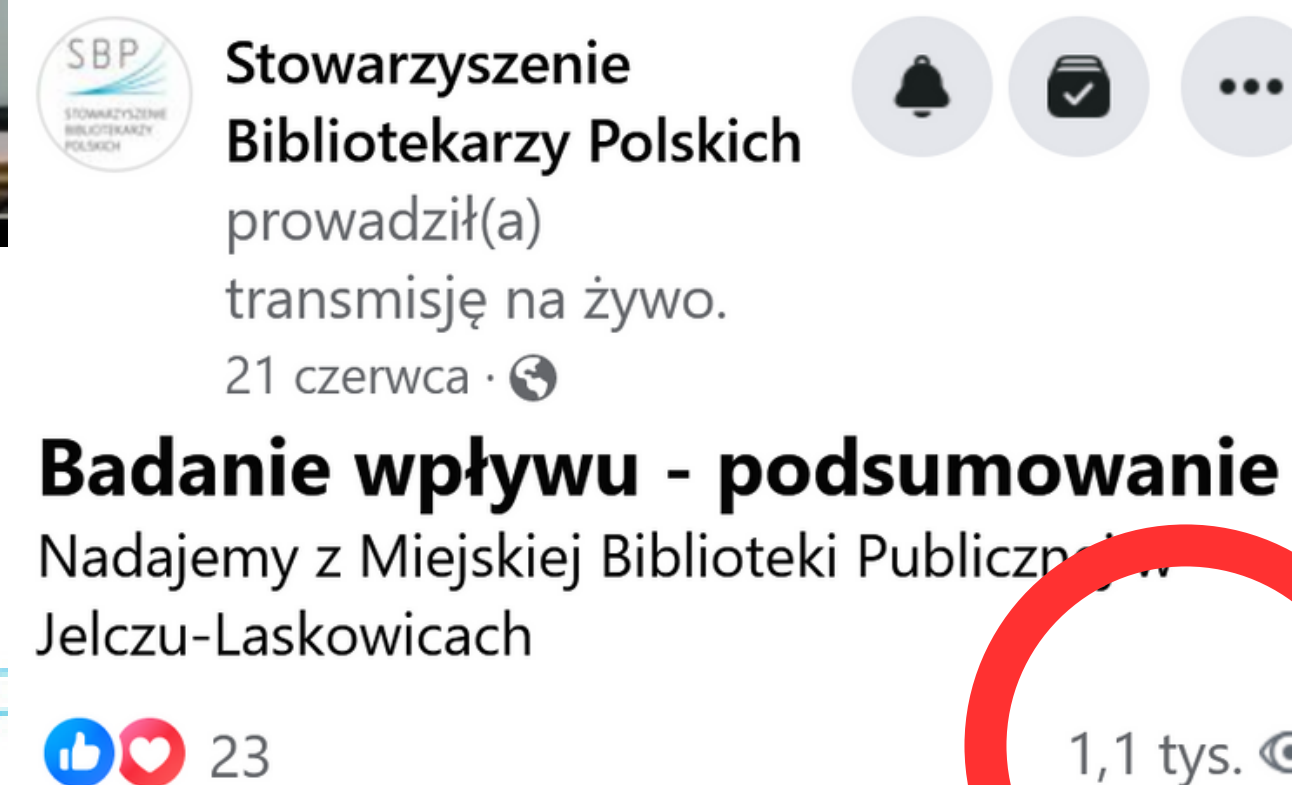 SBP
STOWARZYSZENIE
BIBLIOTEKARZY
POLSKICH
Stowarzyszenie
Bibliotekarzy Polskich
prowadził(a)
transmisję na żywo.
21 czerwca ·
Badanie wpływu - podsumowanie
Nadajemy z Miejskiej Biblioteki Publicznej w
Jelczu-Laskowicach
23
1,1 tys.